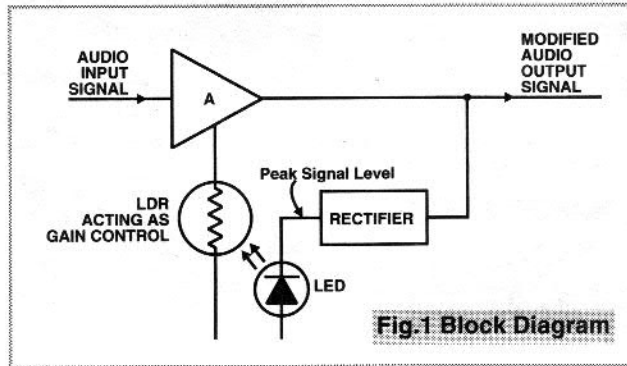 AUDIO
INPUT
SIGNAL
A
MODIFIED
AUDIO
OUTPUT
SIGNAL
Peak Signal Level
LDR
ACTING AS
GAIN CONTROL
RECTIFIER
LED
Fig.1 Block Diagram